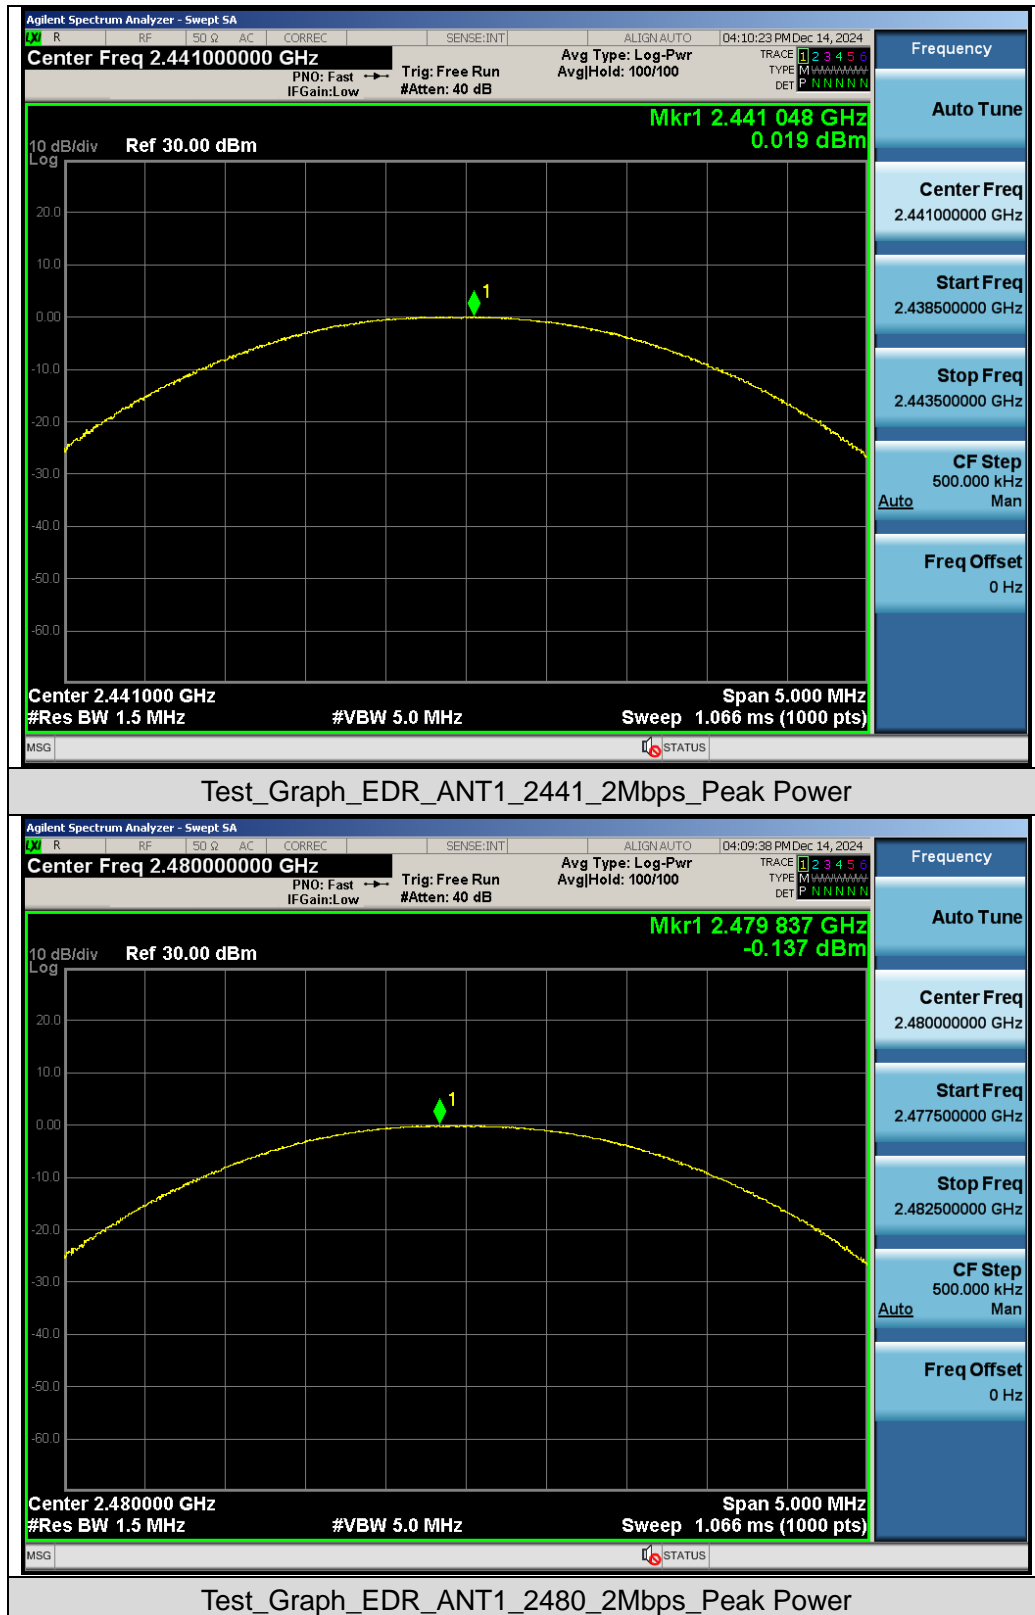 Agilent Spectrum Analyzer - Swept SA
LXI R RF 50 Ω AC CORREC SENSE:INT ALIGN AUTO 04:10:23 PM Dec 14, 2024
Center Freq 2.441000000 GHz
PNO: Fast
IFGain:Low
Trig: Free Run
#Atten: 40 dB
Avg Type: Log-Pwr
Avg|Hold: 100/100
TRACE 1 2 3 4 5 6
TYPE M WWWWW
DET P N N N N N
Mkr1 2.441 048 GHz
0.019 dBm
10 dB/div Ref 30.00 dBm
Log
20.0
10.0
1
0.00
-10.0
-20.0
-30.0
-40.0
-50.0
-60.0
Center 2.441000 GHz Span 5.000 MHz
#Res BW 1.5 MHz #VBW 5.0 MHz Sweep 1.066 ms (1000 pts)
MSG STATUS
Frequency
Auto Tune
Center Freq
2.441000000 GHz
Start Freq
2.438500000 GHz
Stop Freq
2.443500000 GHz
CF Step
500.000 kHz
Auto Man
Freq Offset
0 Hz
Test_Graph_EDR_ANT1_2441_2Mbps_Peak Power
Agilent Spectrum Analyzer - Swept SA
LXI R RF 50 Ω AC CORREC SENSE:INT ALIGN AUTO 04:09:38 PM Dec 14, 2024
Center Freq 2.480000000 GHz
PNO: Fast
IFGain:Low
Trig: Free Run
#Atten: 40 dB
Avg Type: Log-Pwr
Avg|Hold: 100/100
TRACE 1 2 3 4 5 6
TYPE M WWWWW
DET P N N N N N
Mkr1 2.479 837 GHz
-0.137 dBm
10 dB/div Ref 30.00 dBm
Log
20.0
10.0
1
0.00
-10.0
-20.0
-30.0
-40.0
-50.0
-60.0
Center 2.480000 GHz Span 5.000 MHz
#Res BW 1.5 MHz #VBW 5.0 MHz Sweep 1.066 ms (1000 pts)
MSG STATUS
Frequency
Auto Tune
Center Freq
2.480000000 GHz
Start Freq
2.477500000 GHz
Stop Freq
2.482500000 GHz
CF Step
500.000 kHz
Auto Man
Freq Offset
0 Hz
Test_Graph_EDR_ANT1_2480_2Mbps_Peak Power